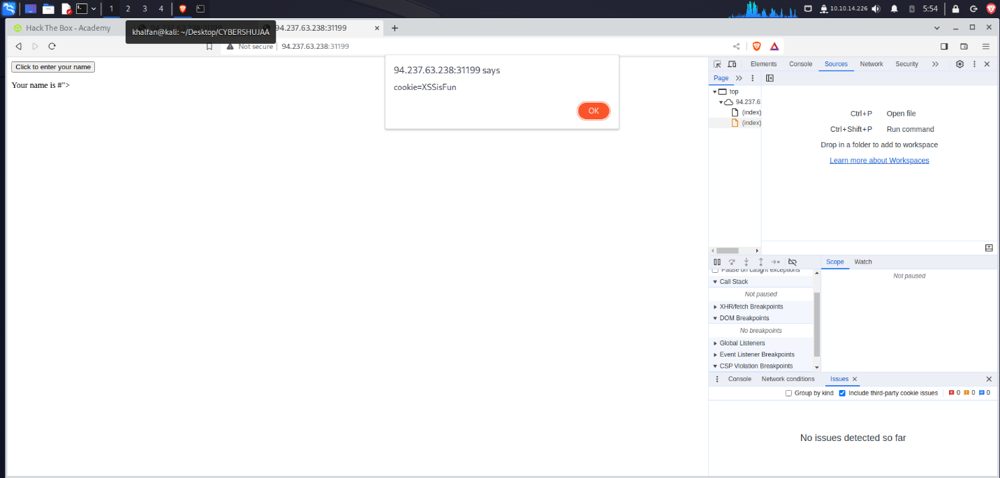 1 2 3 4 10.10.14.226 5:54
Hack The Box - Academy 94.237.63.238:31199 94.237.63.238:31199
khalfan@kali: ~/Desktop/CYBERSHUJAA
Not secure 94.237.63.238:31199
Click to enter your name
Your name is #">
94.237.63.238:31199 says
cookie=XSSisFun
OK
Elements Console Sources Network Security
Page
top
94.237.6
(index)
(index)
Ctrl+P Open file
Ctrl+Shift+P Run command
Drop in a folder to add to workspace
Learn more about Workspaces
Scope Watch
Pause on caught exceptions
Call Stack
Not paused
Not paused
XHR/fetch Breakpoints
DOM Breakpoints
No breakpoints
Global Listeners
Event Listener Breakpoints
CSP Violation Breakpoints
Console Network conditions Issues
Group by kind Include third-party cookie issues 0 0 0
No issues detected so far